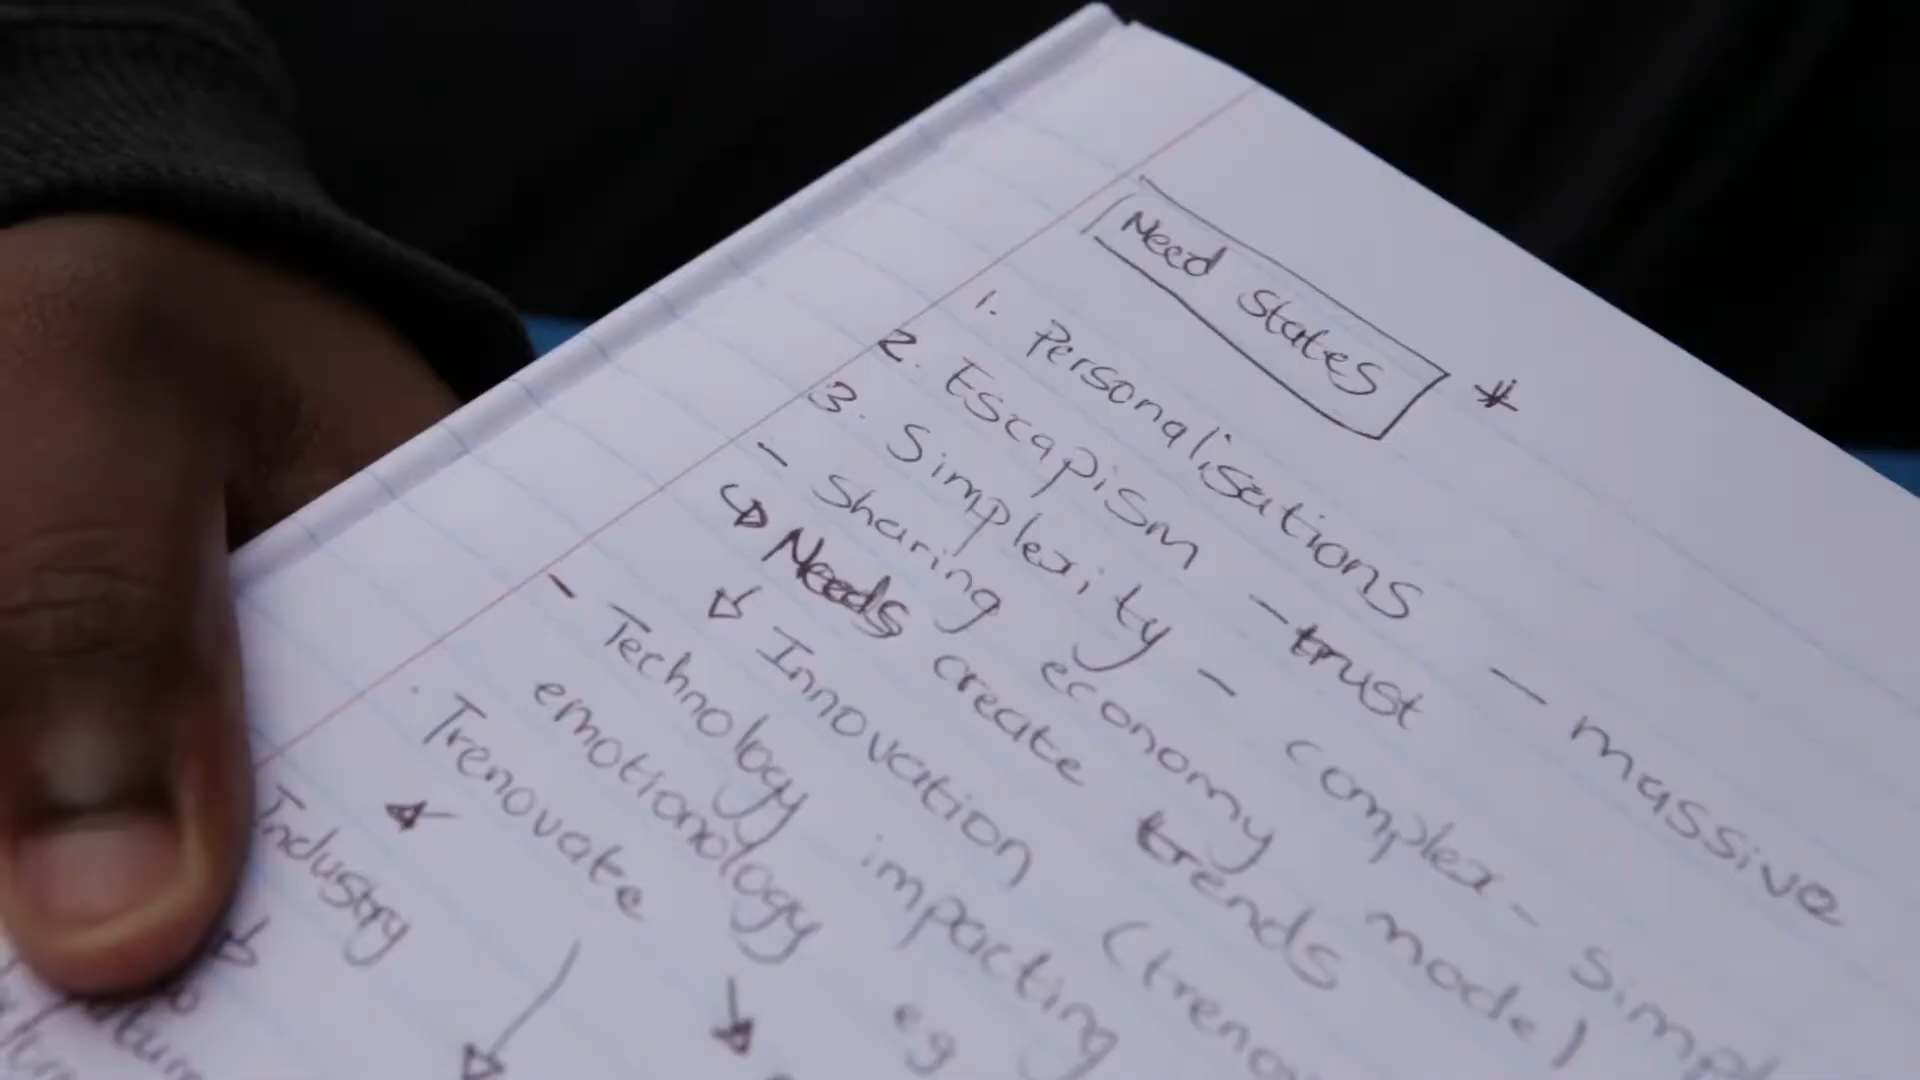 Need States *
1. Personalisations – massive
2. Escapism – trust
3. Simplexity – complex – simpl
– Sharing economy model
↳ Needs create trends
↓ Innovation (trenov
– Technology impacting
emotionology eg
. Trenovate
Industry